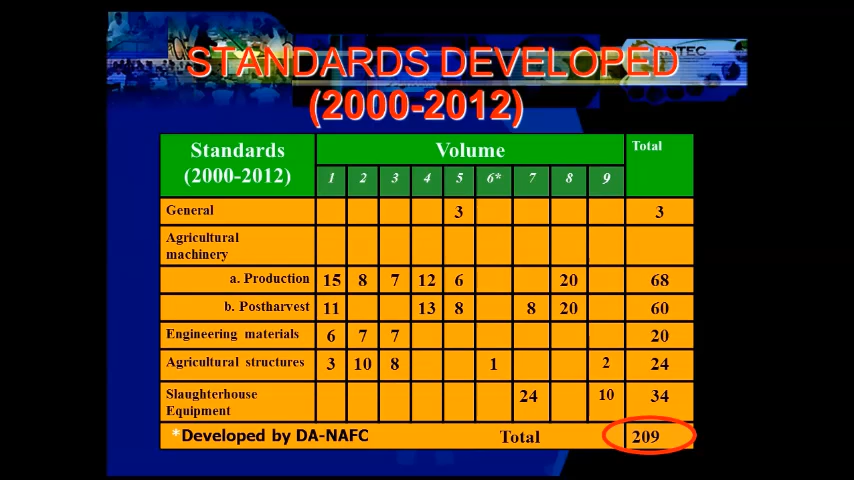 MTEC
STANDARDS DEVELOPED
(2000-2012)
Standards (2000-2012) Volume Total
1 2 3 4 5 6* 7 8 9
General 3 3
Agricultural machinery
a. Production 15 8 7 12 6 20 68
b. Postharvest 11 13 8 8 20 60
Engineering materials 6 7 7 20
Agricultural structures 3 10 8 1 2 24
Slaughterhouse Equipment 24 10 34
*Developed by DA-NAFC Total 209